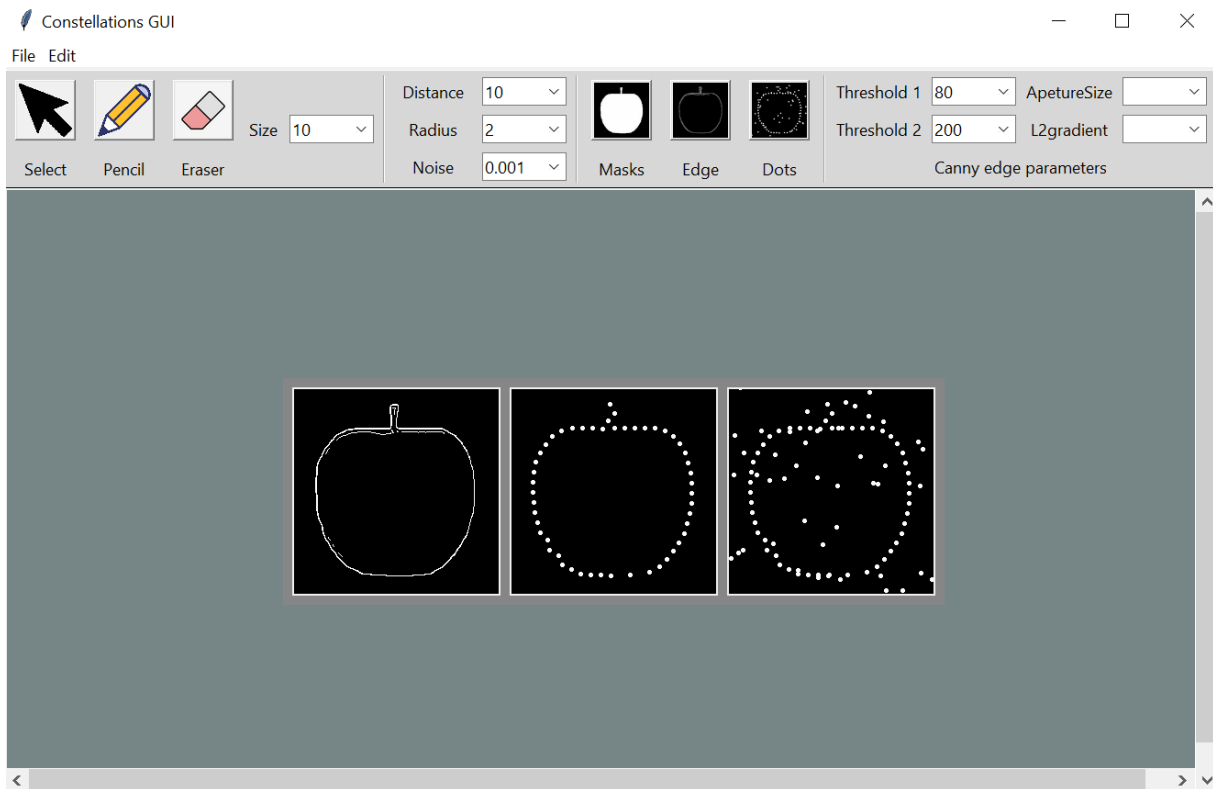 Constellations GUI
File Edit
Distance 10 Threshold 1 80 ApetureSize
Size 10 Radius 2 Threshold 2 200 L2gradient
Select Pencil Eraser Noise 0.001 Masks Edge Dots Canny edge parameters